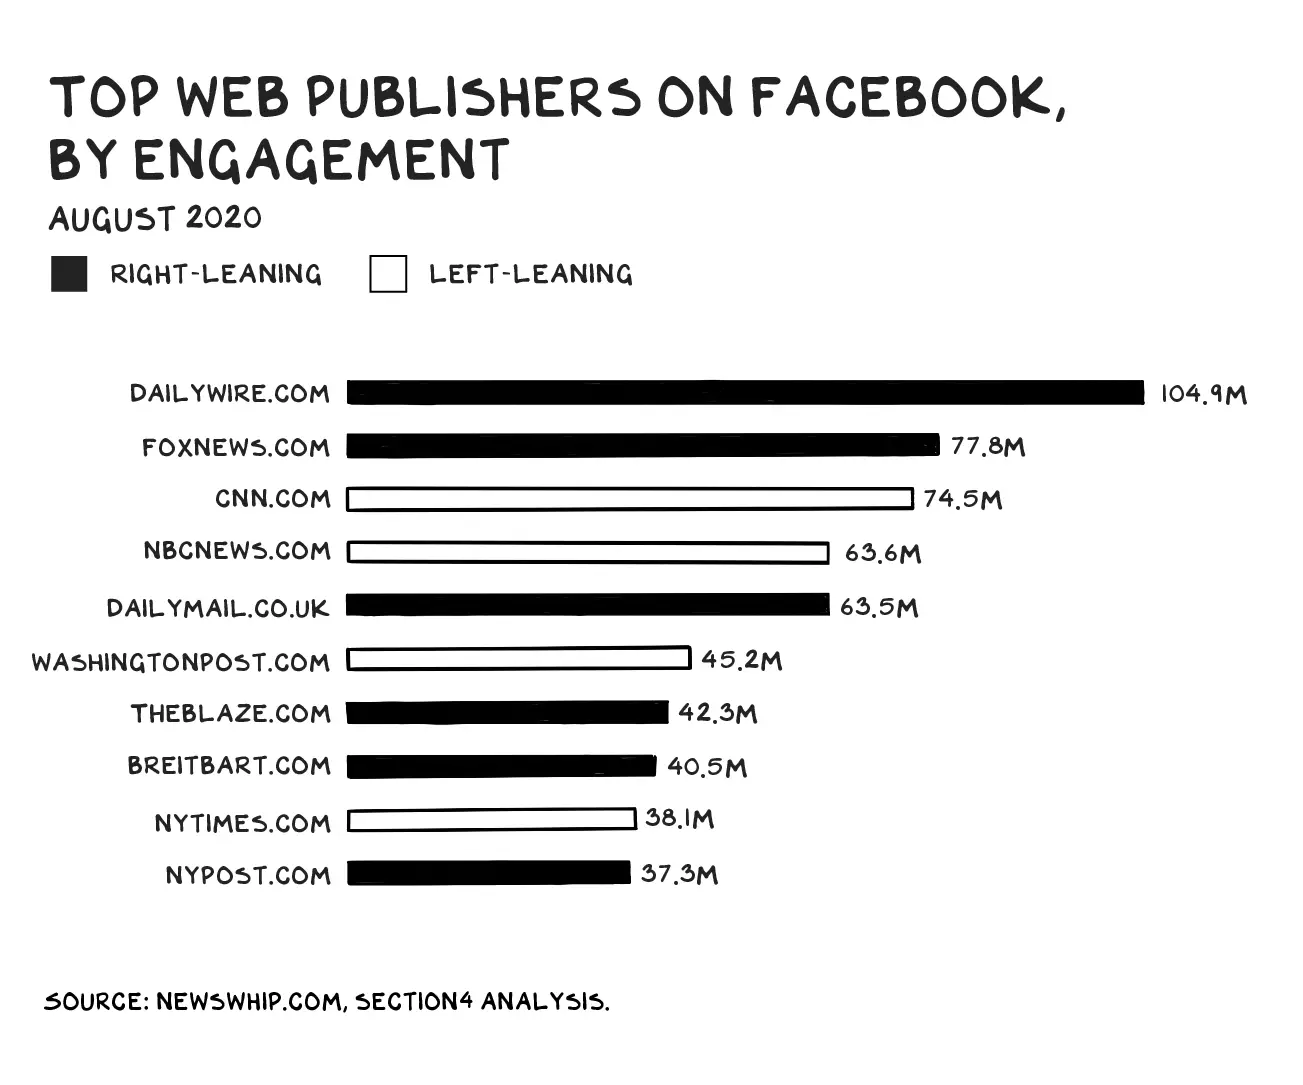 TOP WEB PUBLISHERS ON FACEBOOK,
BY ENGAGEMENT
AUGUST 2020
RIGHT-LEANING LEFT-LEANING
DAILYWIRE.COM 104.9M
FOXNEWS.COM 77.8M
CNN.COM 74.5M
NBCNEWS.COM 63.6M
DAILYMAIL.CO.UK 63.5M
WASHINGTONPOST.COM 45.2M
THEBLAZE.COM 42.3M
BREITBART.COM 40.5M
NYTIMES.COM 38.1M
NYPOST.COM 37.3M
SOURCE: NEWSWHIP.COM, SECTION4 ANALYSIS.